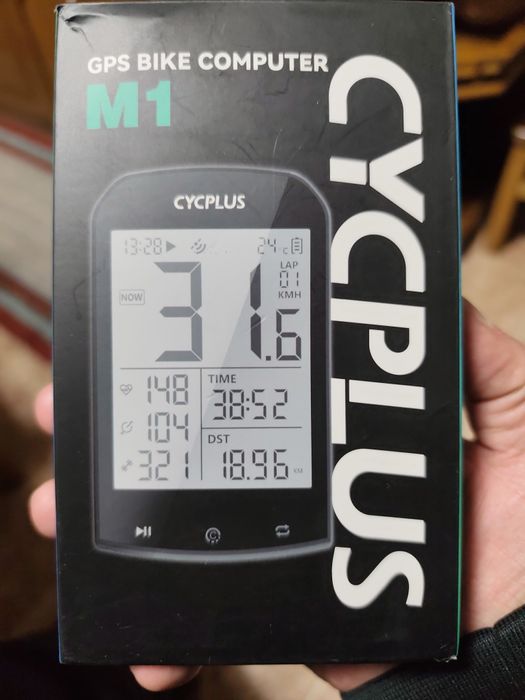 GPS BIKE COMPUTER
M1
CYCPLUS
CYCPLUS
13:28
24 c
NOW
31.6
LAP
01
KMH
148
104
321
TIME
38:52
DST
18.96 KM